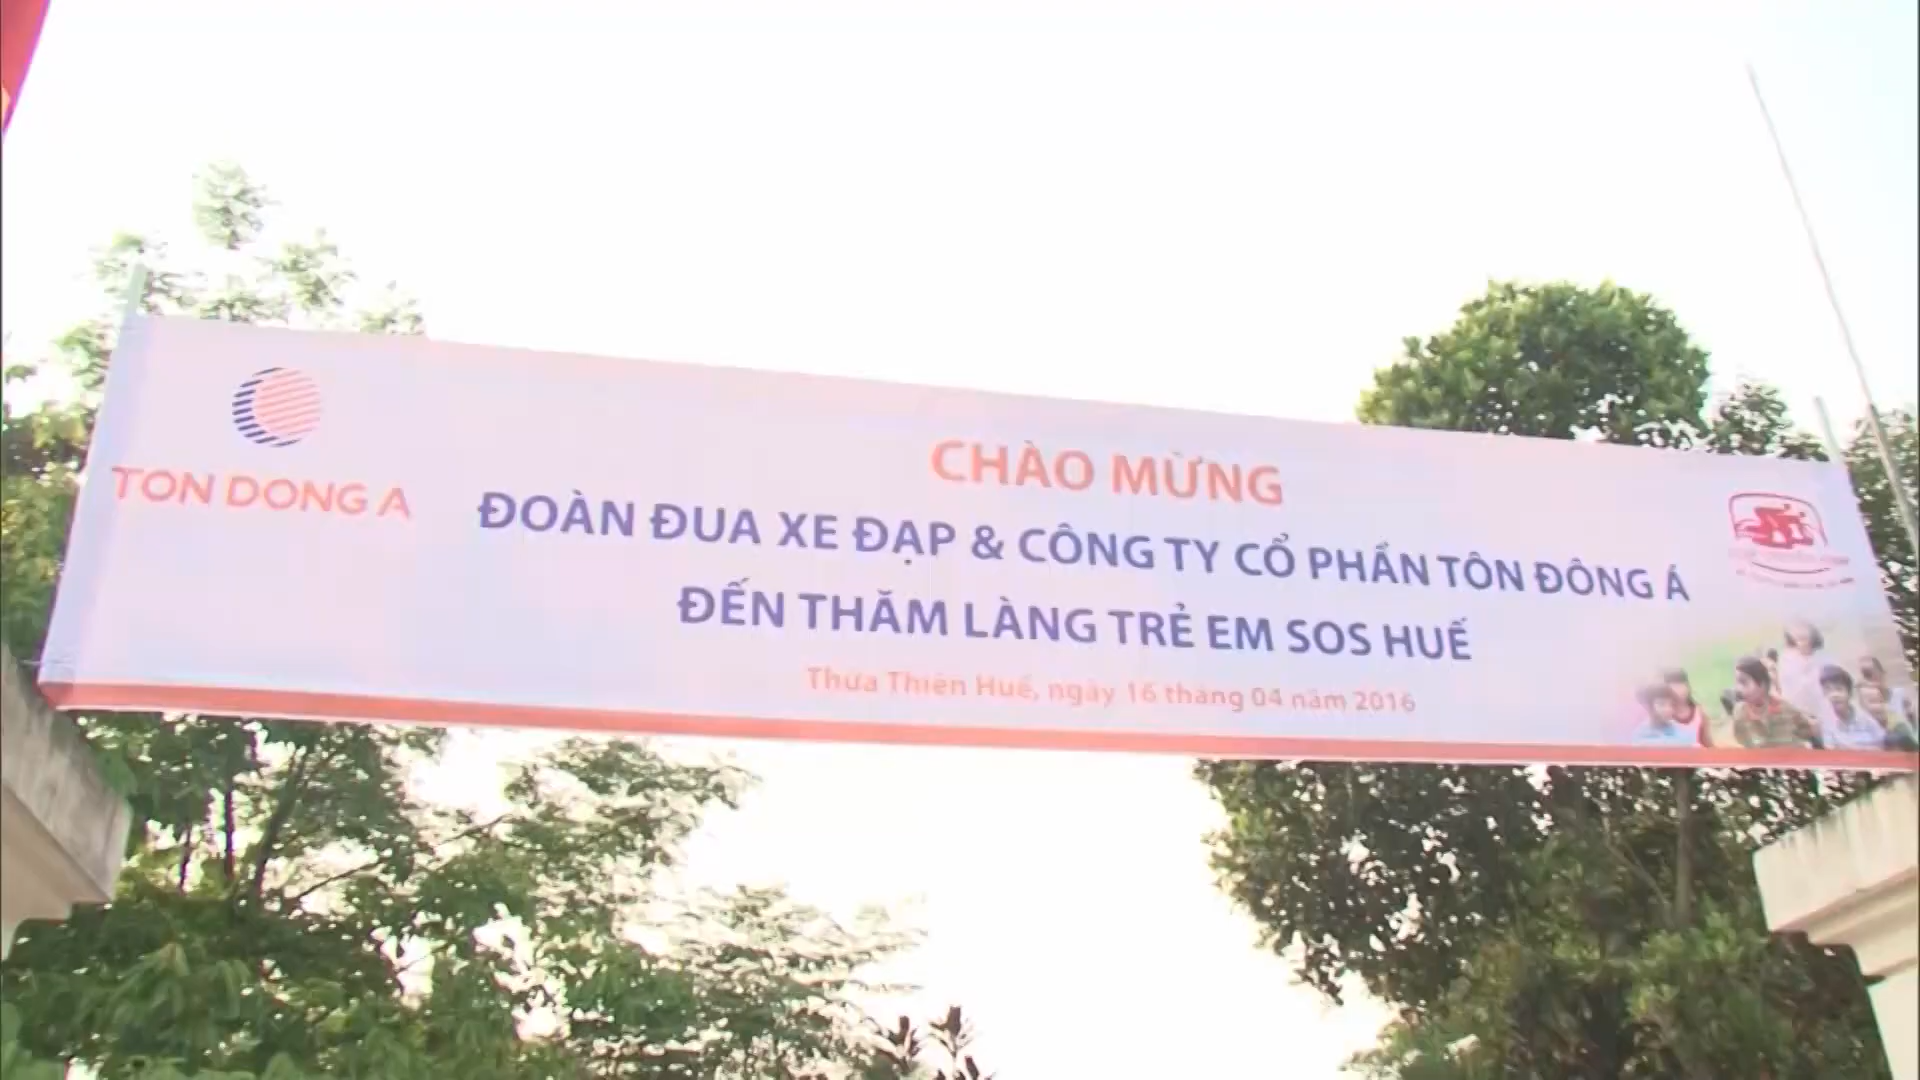 TON DONG A
CHÀO MỪNG
ĐOÀN ĐUA XE ĐẠP & CÔNG TY CỔ PHẦN TÔN ĐÔNG Á
ĐẾN THĂM LÀNG TRẺ EM SOS HUẾ
Thừa Thiên Huế, ngày 16 tháng 04 năm 2016